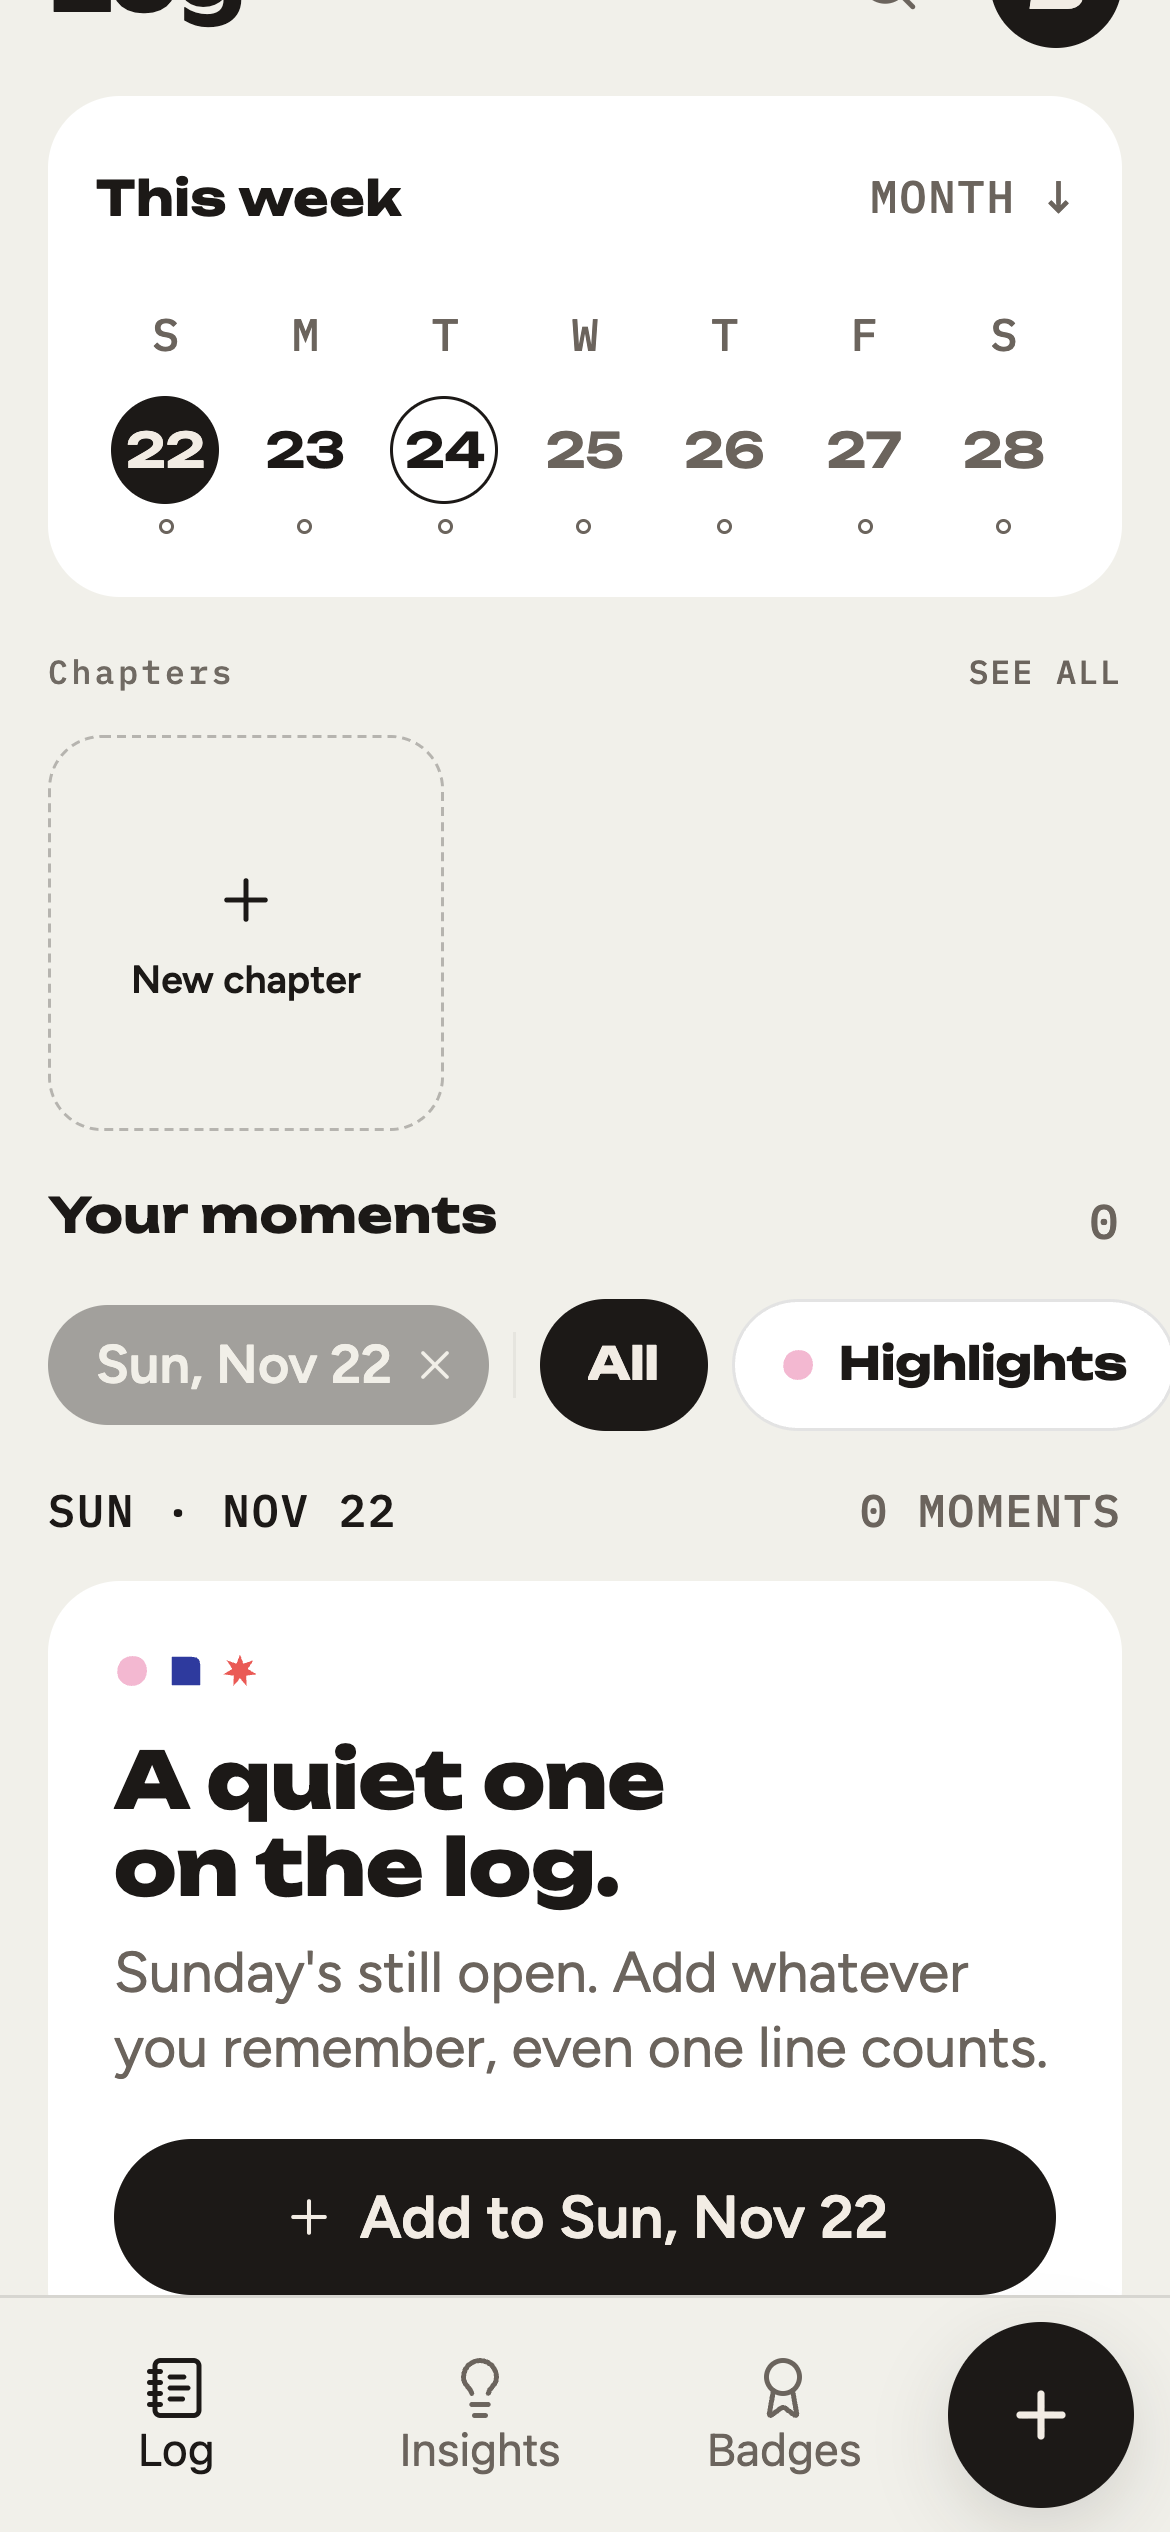 Log
This week
MONTH ↓
S M T W T F S
22 23 24 25 26 27 28
Chapters
SEE ALL
New chapter
Your moments
0
Sun, Nov 22 ×
All
Highlights
SUN · NOV 22
0 MOMENTS
A quiet one
on the log.
Sunday's still open. Add whatever
you remember, even one line counts.
+ Add to Sun, Nov 22
Log
Insights
Badges